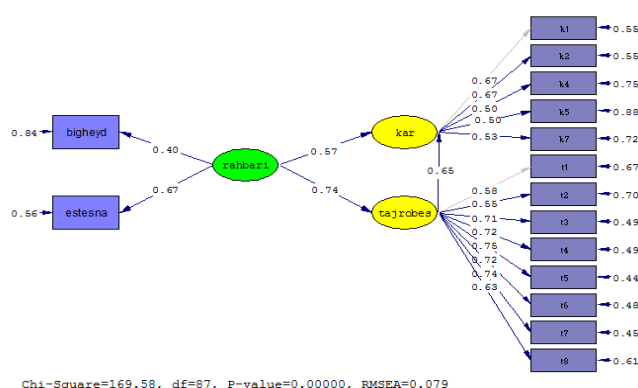 k1
0.55
k2
0.55
k4
0.75
k5
0.88
k7
0.72
t1
0.67
t2
0.70
t3
0.49
t4
0.49
t5
0.44
t6
0.48
t7
0.45
t8
0.61
0.84
bigheyd
0.40
0.56
estesna
0.67
rahbari
0.57
0.74
kar
0.65
tajrobes
0.67
0.67
0.50
0.50
0.53
0.58
0.55
0.71
0.72
0.75
0.72
0.74
0.63
Chi-Square=169.58, df=87, P-value=0.00000, RMSEA=0.079